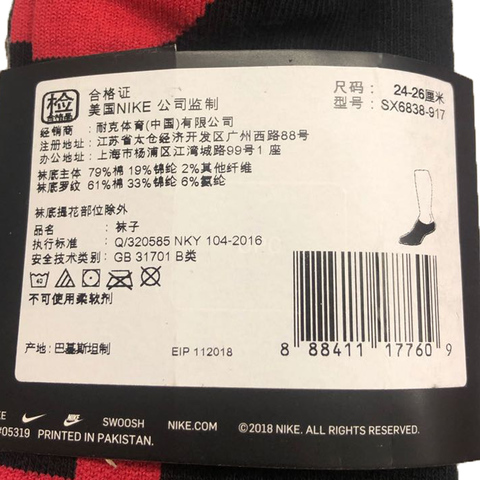 检
合格证
美国NIKE 公司监制
尺码： 24-26厘米
型号： SX6838-917
经销商 ： 耐克体育(中国)有限公司
注册地址 ： 江苏省太仓经济开发区广州西路88号
办公地址 ： 上海市杨浦区江湾城路99号1 座
袜底主体 79%棉 19%锦纶 2%其他纤维
袜底罗纹 61%棉 33%锦纶 6%氨纶
袜底提花部位除外
品名 ： 袜子
执行标准 ： Q/320585 NKY 104-2016
安全技术类别 ： GB 31701 B类
40
不可使用柔软剂
产地: 巴基斯坦制
EIP 112018
8 88411 17760 9
SWOOSH NIKE.COM ©2018 NIKE. ALL RIGHTS RESERVED.
#05319 PRINTED IN PAKISTAN.